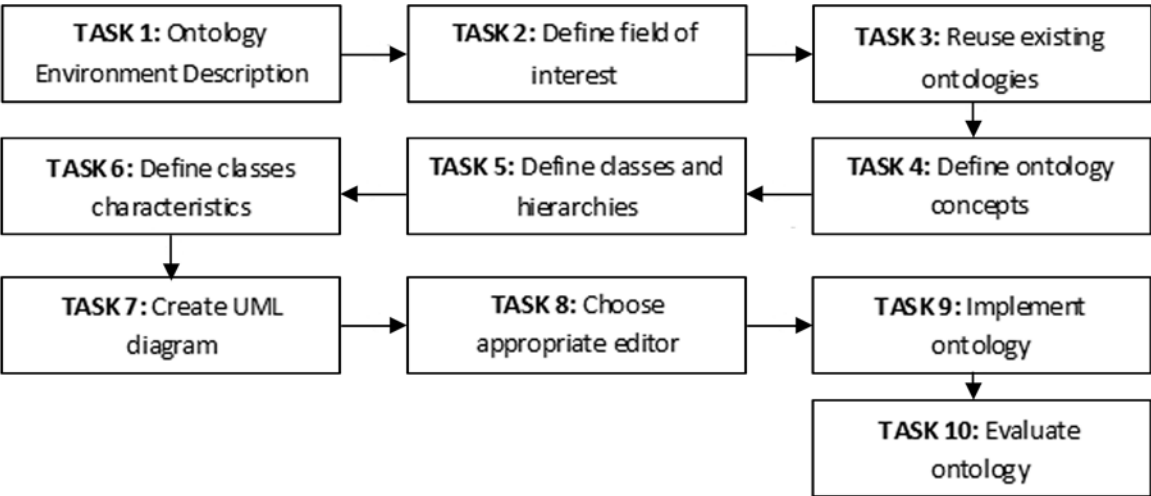 TASK 1: Ontology
Environment Description
TASK 2: Define field of
interest
TASK 3: Reuse existing
ontologies
TASK 4: Define ontology
concepts
TASK 5: Define classes and
hierarchies
TASK 6: Define classes
characteristics
TASK 7: Create UML
diagram
TASK 8: Choose
appropriate editor
TASK 9: Implement
ontology
TASK 10: Evaluate
ontology